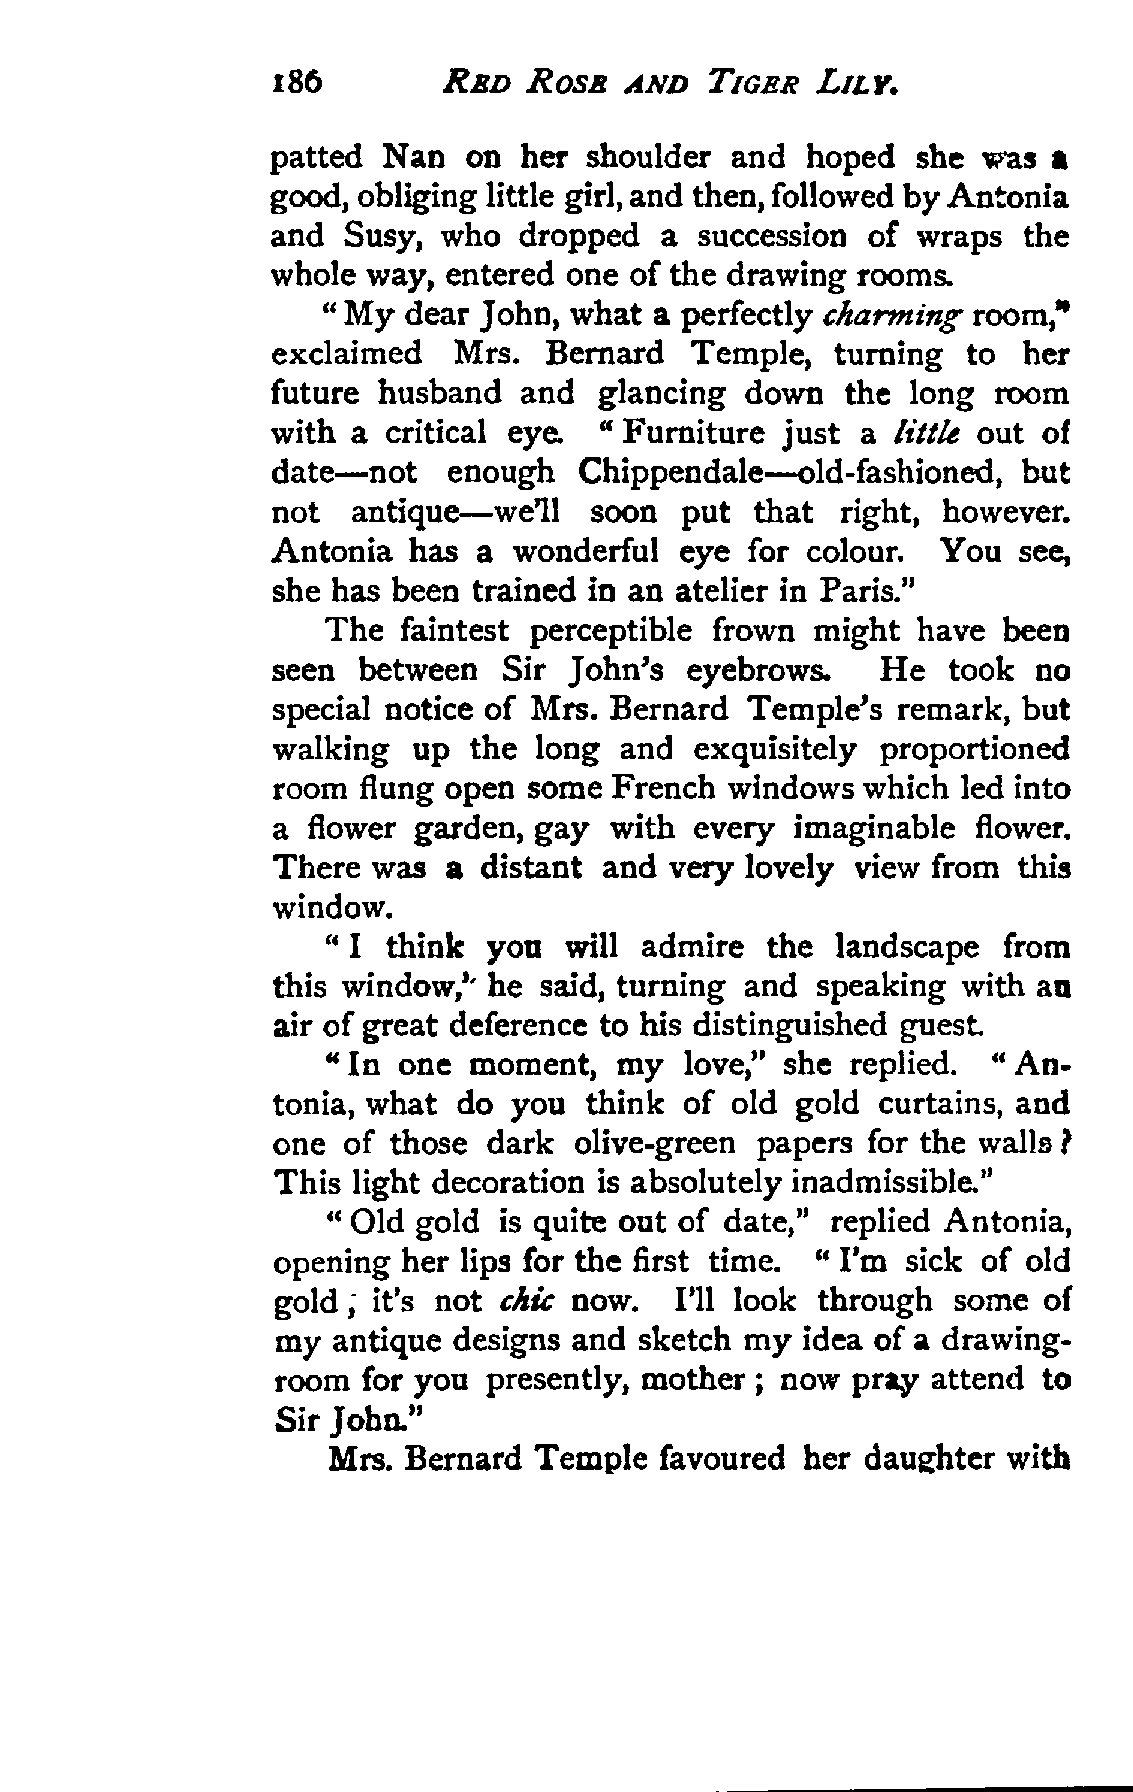 186 RED ROSE AND TIGER LILY.
patted Nan on her shoulder and hoped she was a
good, obliging little girl, and then, followed by Antonia
and Susy, who dropped a succession of wraps the
whole way, entered one of the drawing rooms.
"My dear John, what a perfectly charming room,"
exclaimed Mrs. Bernard Temple, turning to her
future husband and glancing down the long room
with a critical eye. "Furniture just a little out of
date—not enough Chippendale—old-fashioned, but
not antique—we'll soon put that right, however.
Antonia has a wonderful eye for colour. You see,
she has been trained in an atelier in Paris."
The faintest perceptible frown might have been
seen between Sir John's eyebrows. He took no
special notice of Mrs. Bernard Temple's remark, but
walking up the long and exquisitely proportioned
room flung open some French windows which led into
a flower garden, gay with every imaginable flower.
There was a distant and very lovely view from this
window.
"I think you will admire the landscape from
this window," he said, turning and speaking with an
air of great deference to his distinguished guest.
"In one moment, my love," she replied. "An-
tonia, what do you think of old gold curtains, and
one of those dark olive-green papers for the walls?
This light decoration is absolutely inadmissible."
"Old gold is quite out of date," replied Antonia,
opening her lips for the first time. "I'm sick of old
gold; it's not chic now. I'll look through some of
my antique designs and sketch my idea of a drawing-
room for you presently, mother; now pray attend to
Sir John."
Mrs. Bernard Temple favoured her daughter with